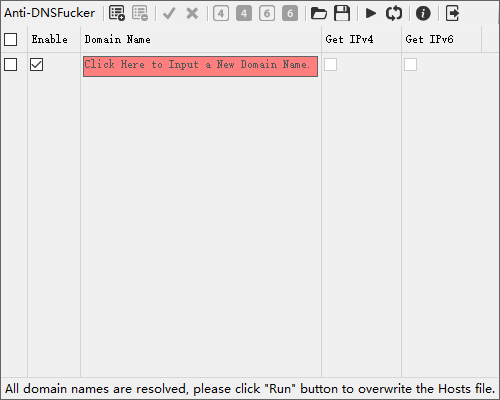 Anti-DNSFucker 4 4 6 6
Enable Domain Name Get IPv4 Get IPv6
Click Here to Input a New Domain Name.
All domain names are resolved, please click "Run" button to overwrite the Hosts file.